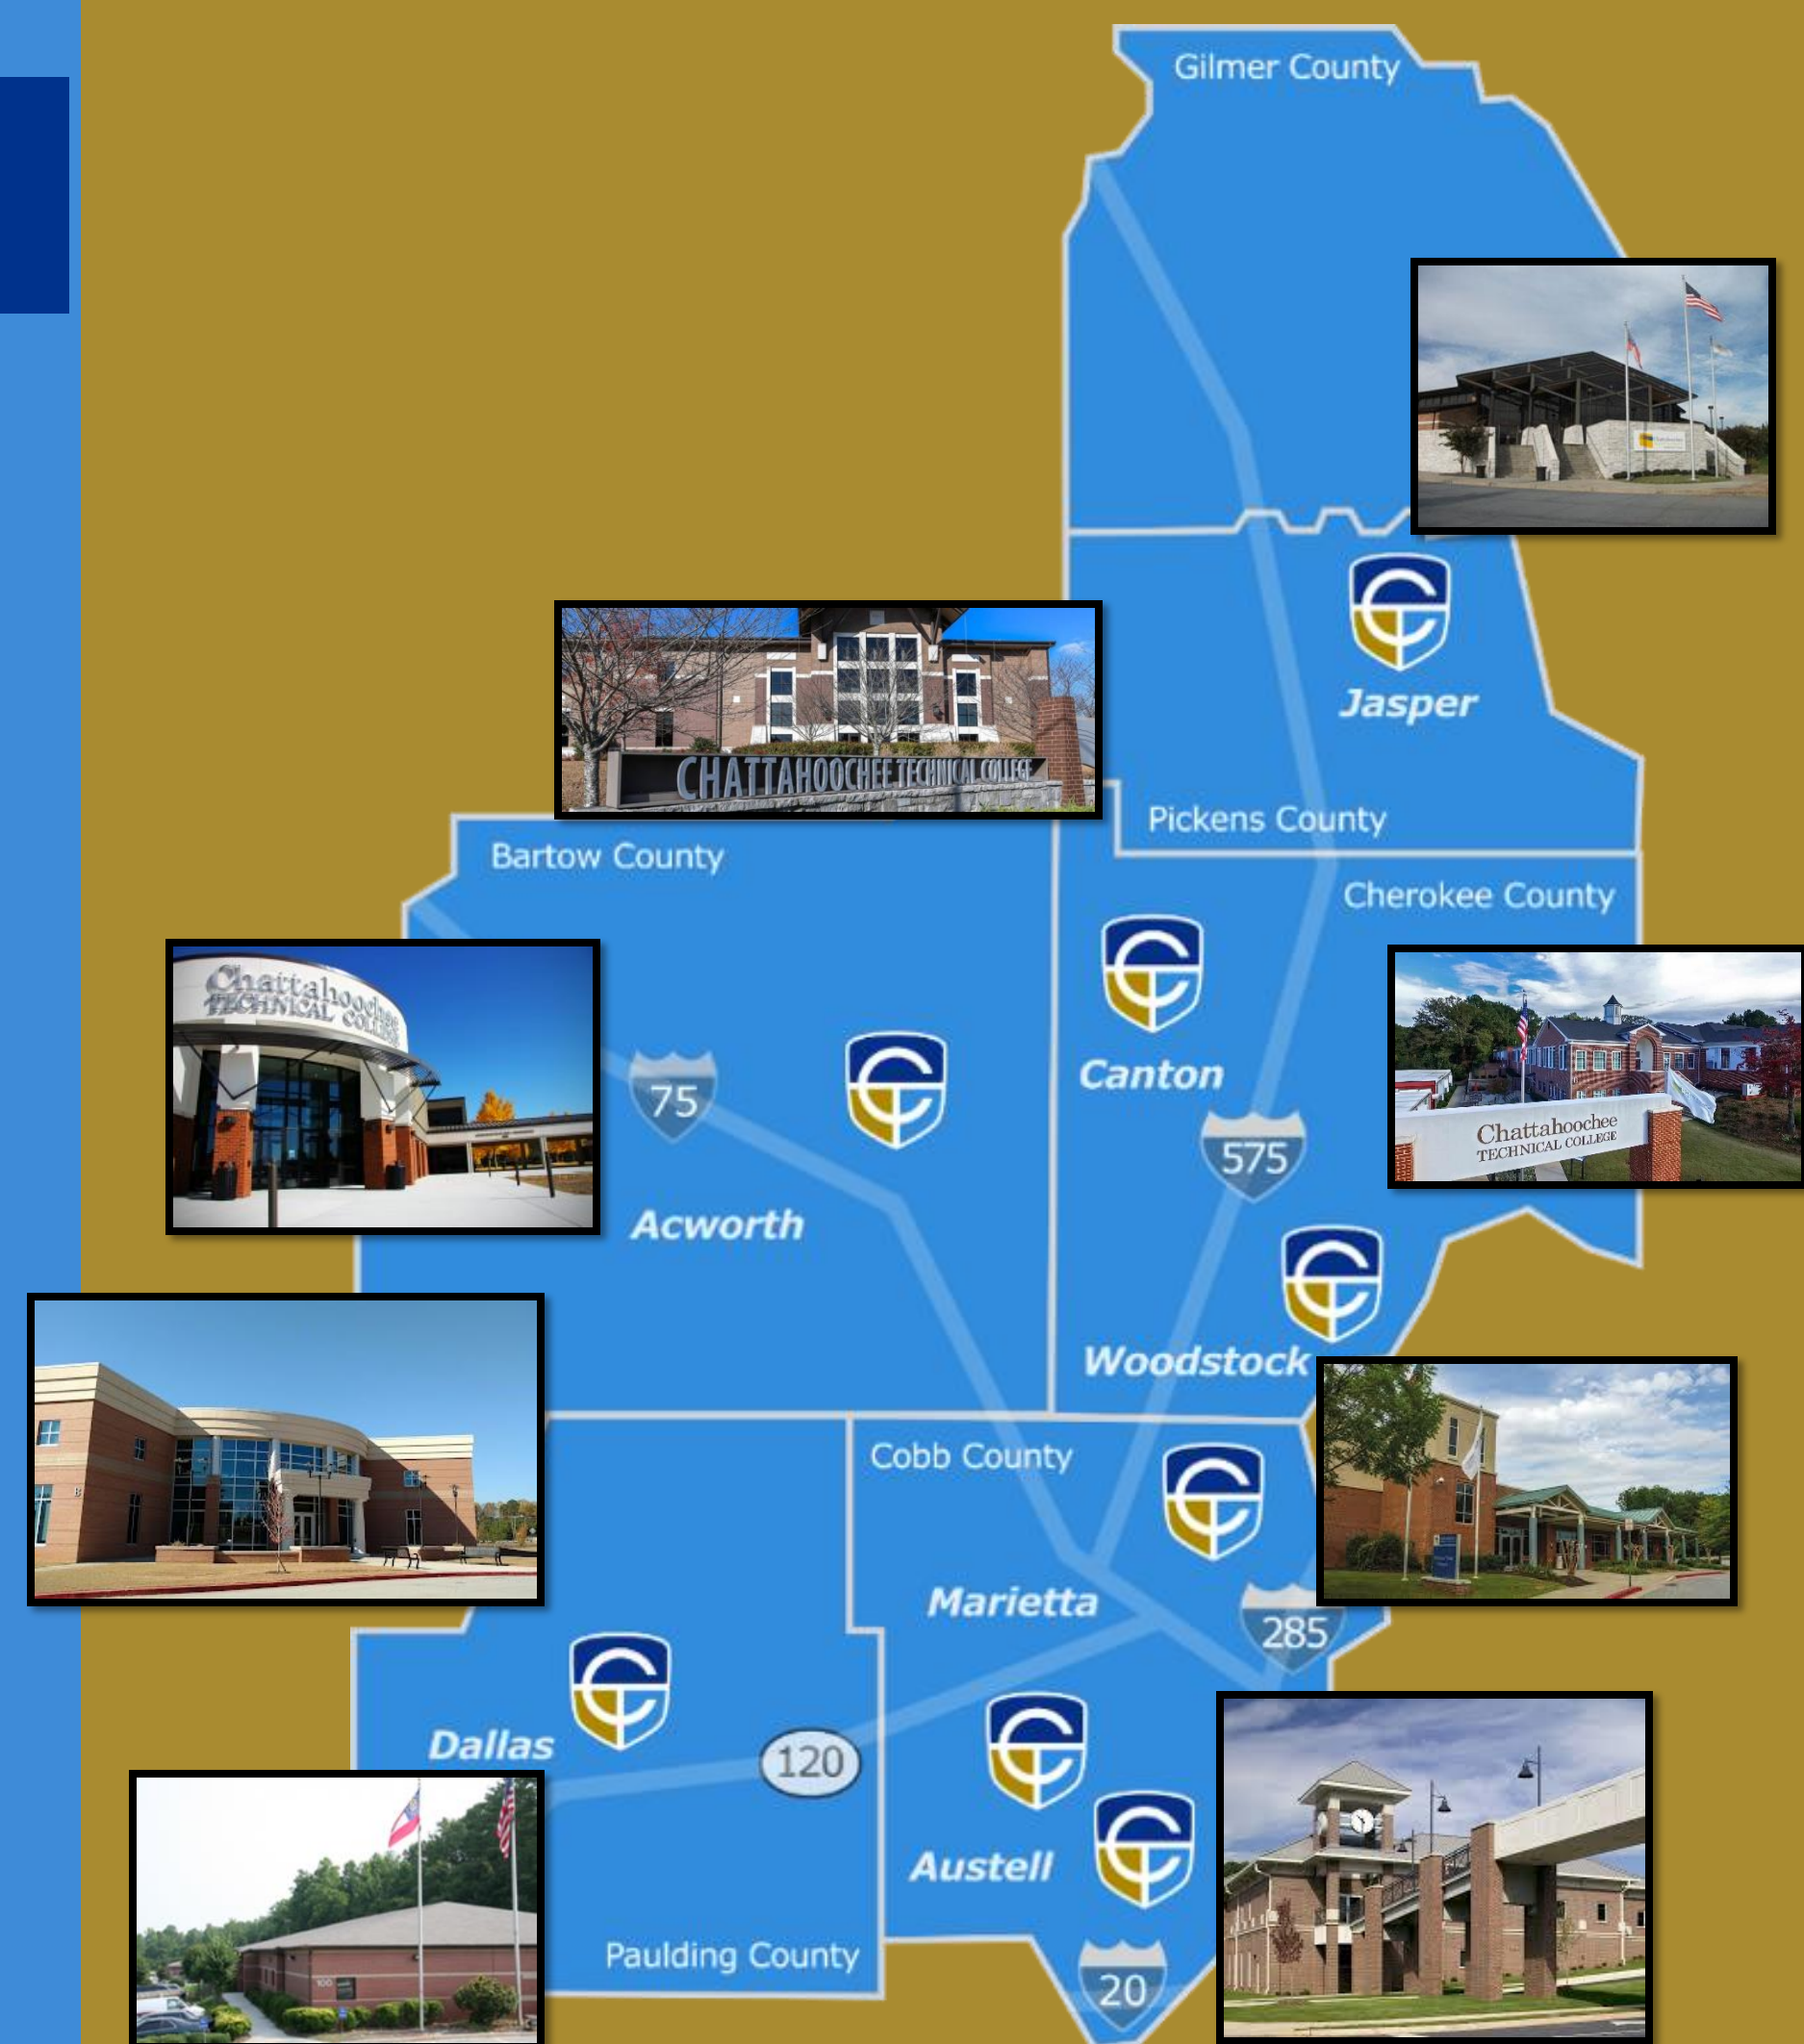 Gilmer County
Jasper
CHATTAHOOCHEE TECHNICAL COLLEGE
Pickens County
Bartow County
Cherokee County
Chattahoochee
TECHNICAL COLLEGE
75
Canton
575
Chattahoochee
TECHNICAL COLLEGE
Acworth
Woodstock
Cobb County
B
Marietta
285
Dallas
120
Austell
Paulding County
100
20